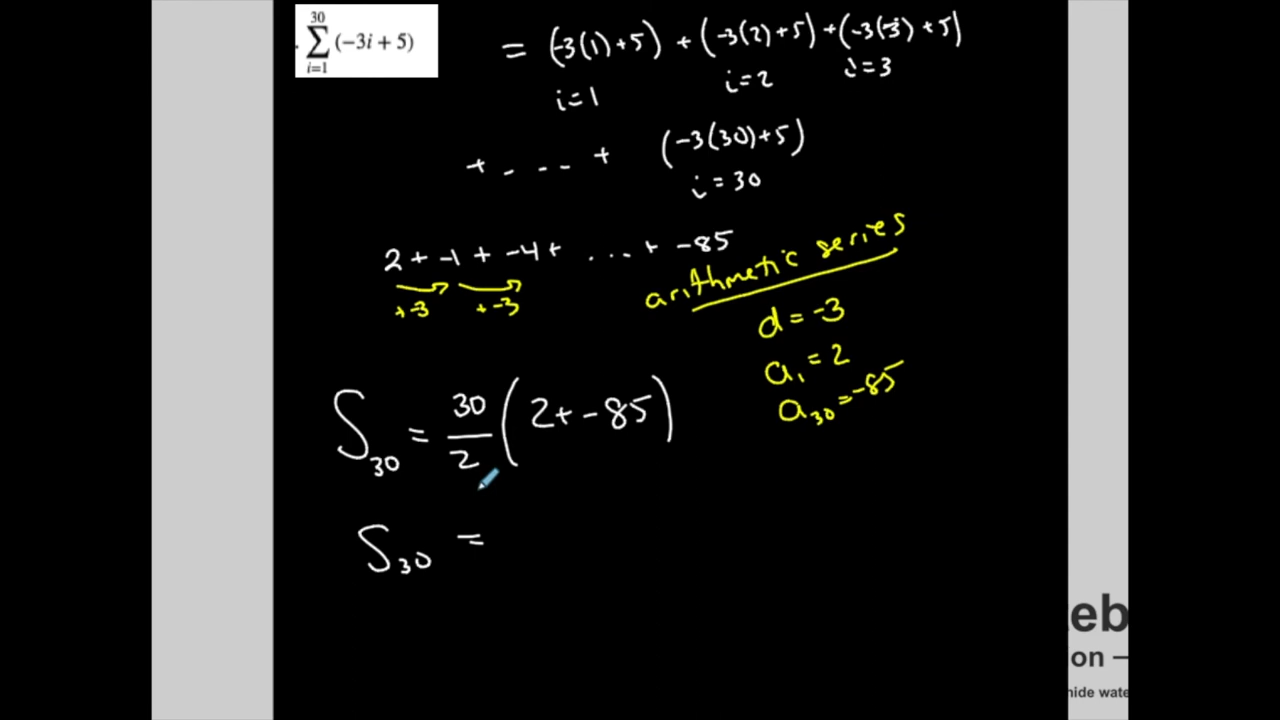 30
. ∑ (−3i + 5)
i=1
= (-3(1)+5) + (-3(2)+5) + (-3(3)+5)
i=1 i=2 i=3
+ . . . + (-3(30)+5)
i=30
2 + -1 + -4 + ... + -85
+-3 +-3
arithmetic series
d = -3
a₁ = 2
a₃₀ = -85
S₃₀ = 30/2 (2+ -85)
S₃₀ =
eb
on —
hide wate